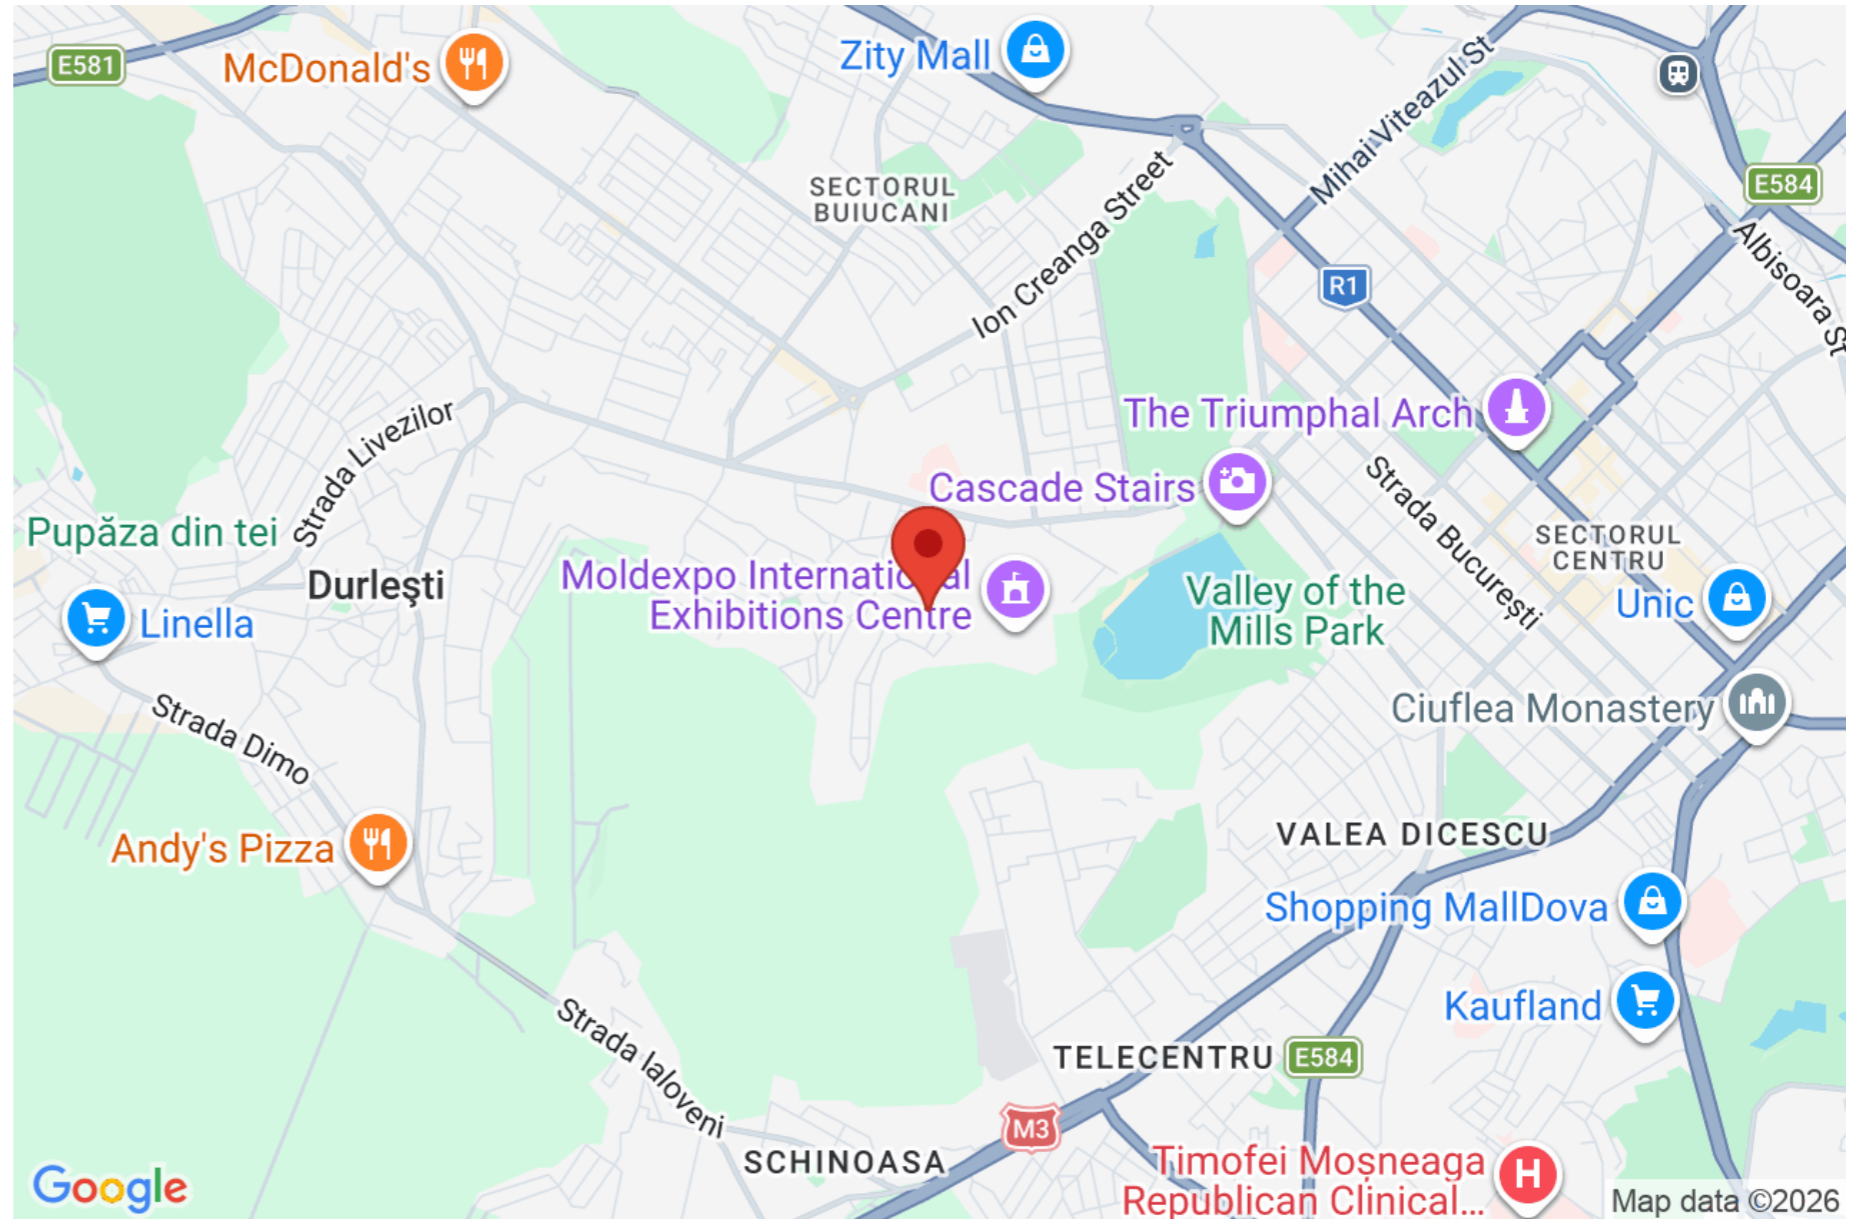 E581
McDonald's
Zity Mall
Mihai Viteazul St
E584
SECTORUL
BUIUCANI
Ion Creanga Street
Albisoara St
R1
The Triumphal Arch
Strada Livezilor
Cascade Stairs
Strada București
Pupăza din tei
SECTORUL
CENTRU
Durleşti
Moldexpo International
Exhibitions Centre
Valley of the
Mills Park
Unic
Linella
Strada Dimo
Ciuflea Monastery
Andy's Pizza
VALEA DICESCU
Shopping MallDova
Kaufland
Strada Ialoveni
TELECENTRU
E584
M3
SCHINOASA
Timofei Moșneaga
Republican Clinical...
H
Google
Map data ©2026